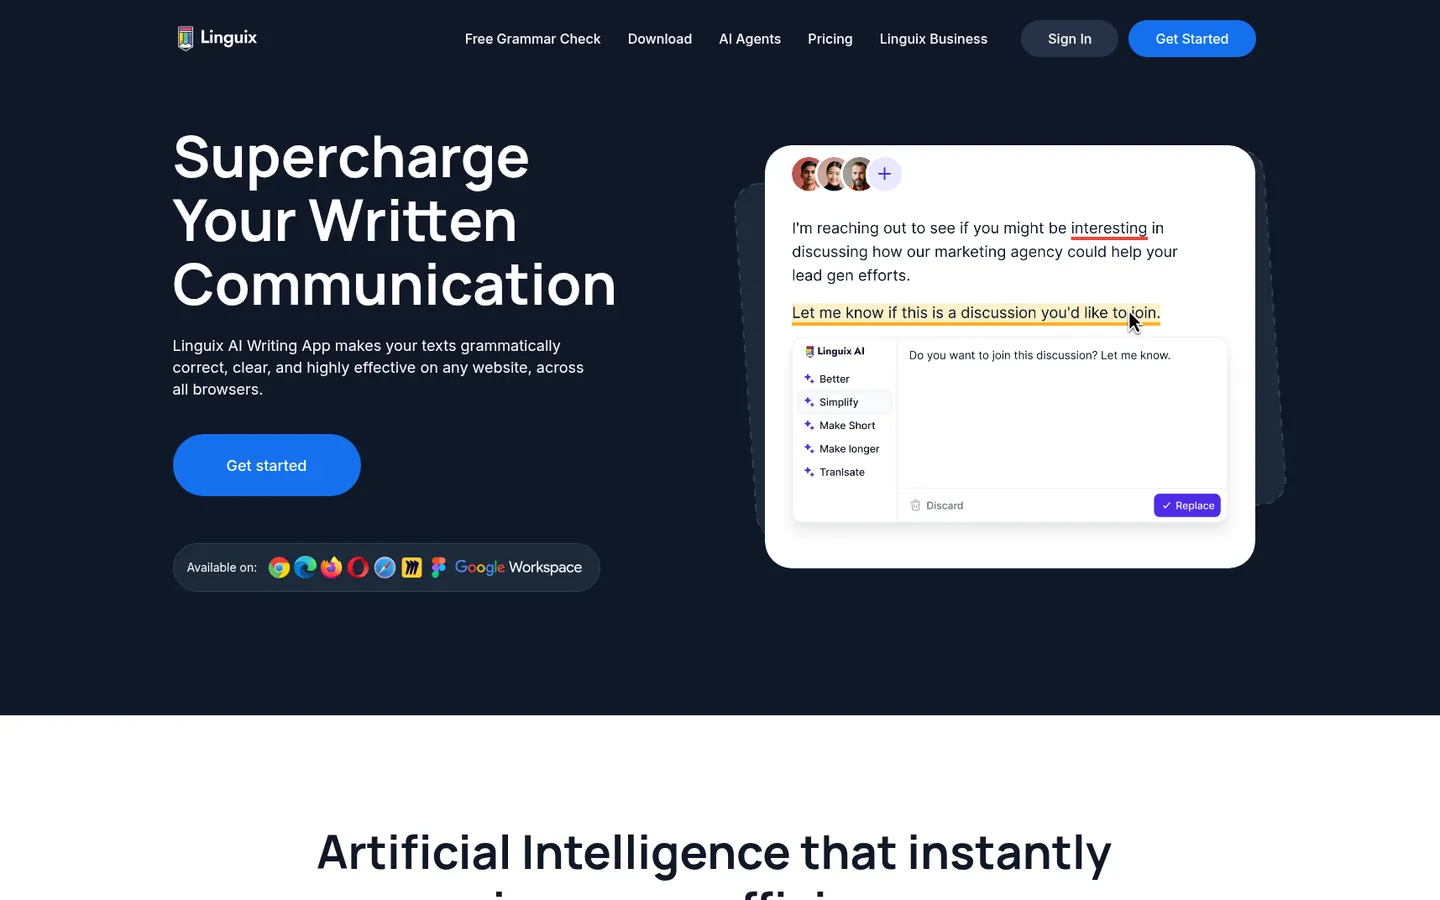 Linguix
Free Grammar Check
Download
AI Agents
Pricing
Linguix Business
Sign In
Get Started
Supercharge
Your Written
Communication
Linguix AI Writing App makes your texts grammatically
correct, clear, and highly effective on any website, across
all browsers.
Get started
Available on:
Google Workspace
I'm reaching out to see if you might be interesting in
discussing how our marketing agency could help your
lead gen efforts.
Let me know if this is a discussion you'd like to join.
Linguix AI
Better
Simplify
Make Short
Make longer
Tranlsate
Do you want to join this discussion? Let me know.
Discard
Replace
Artificial Intelligence that instantly